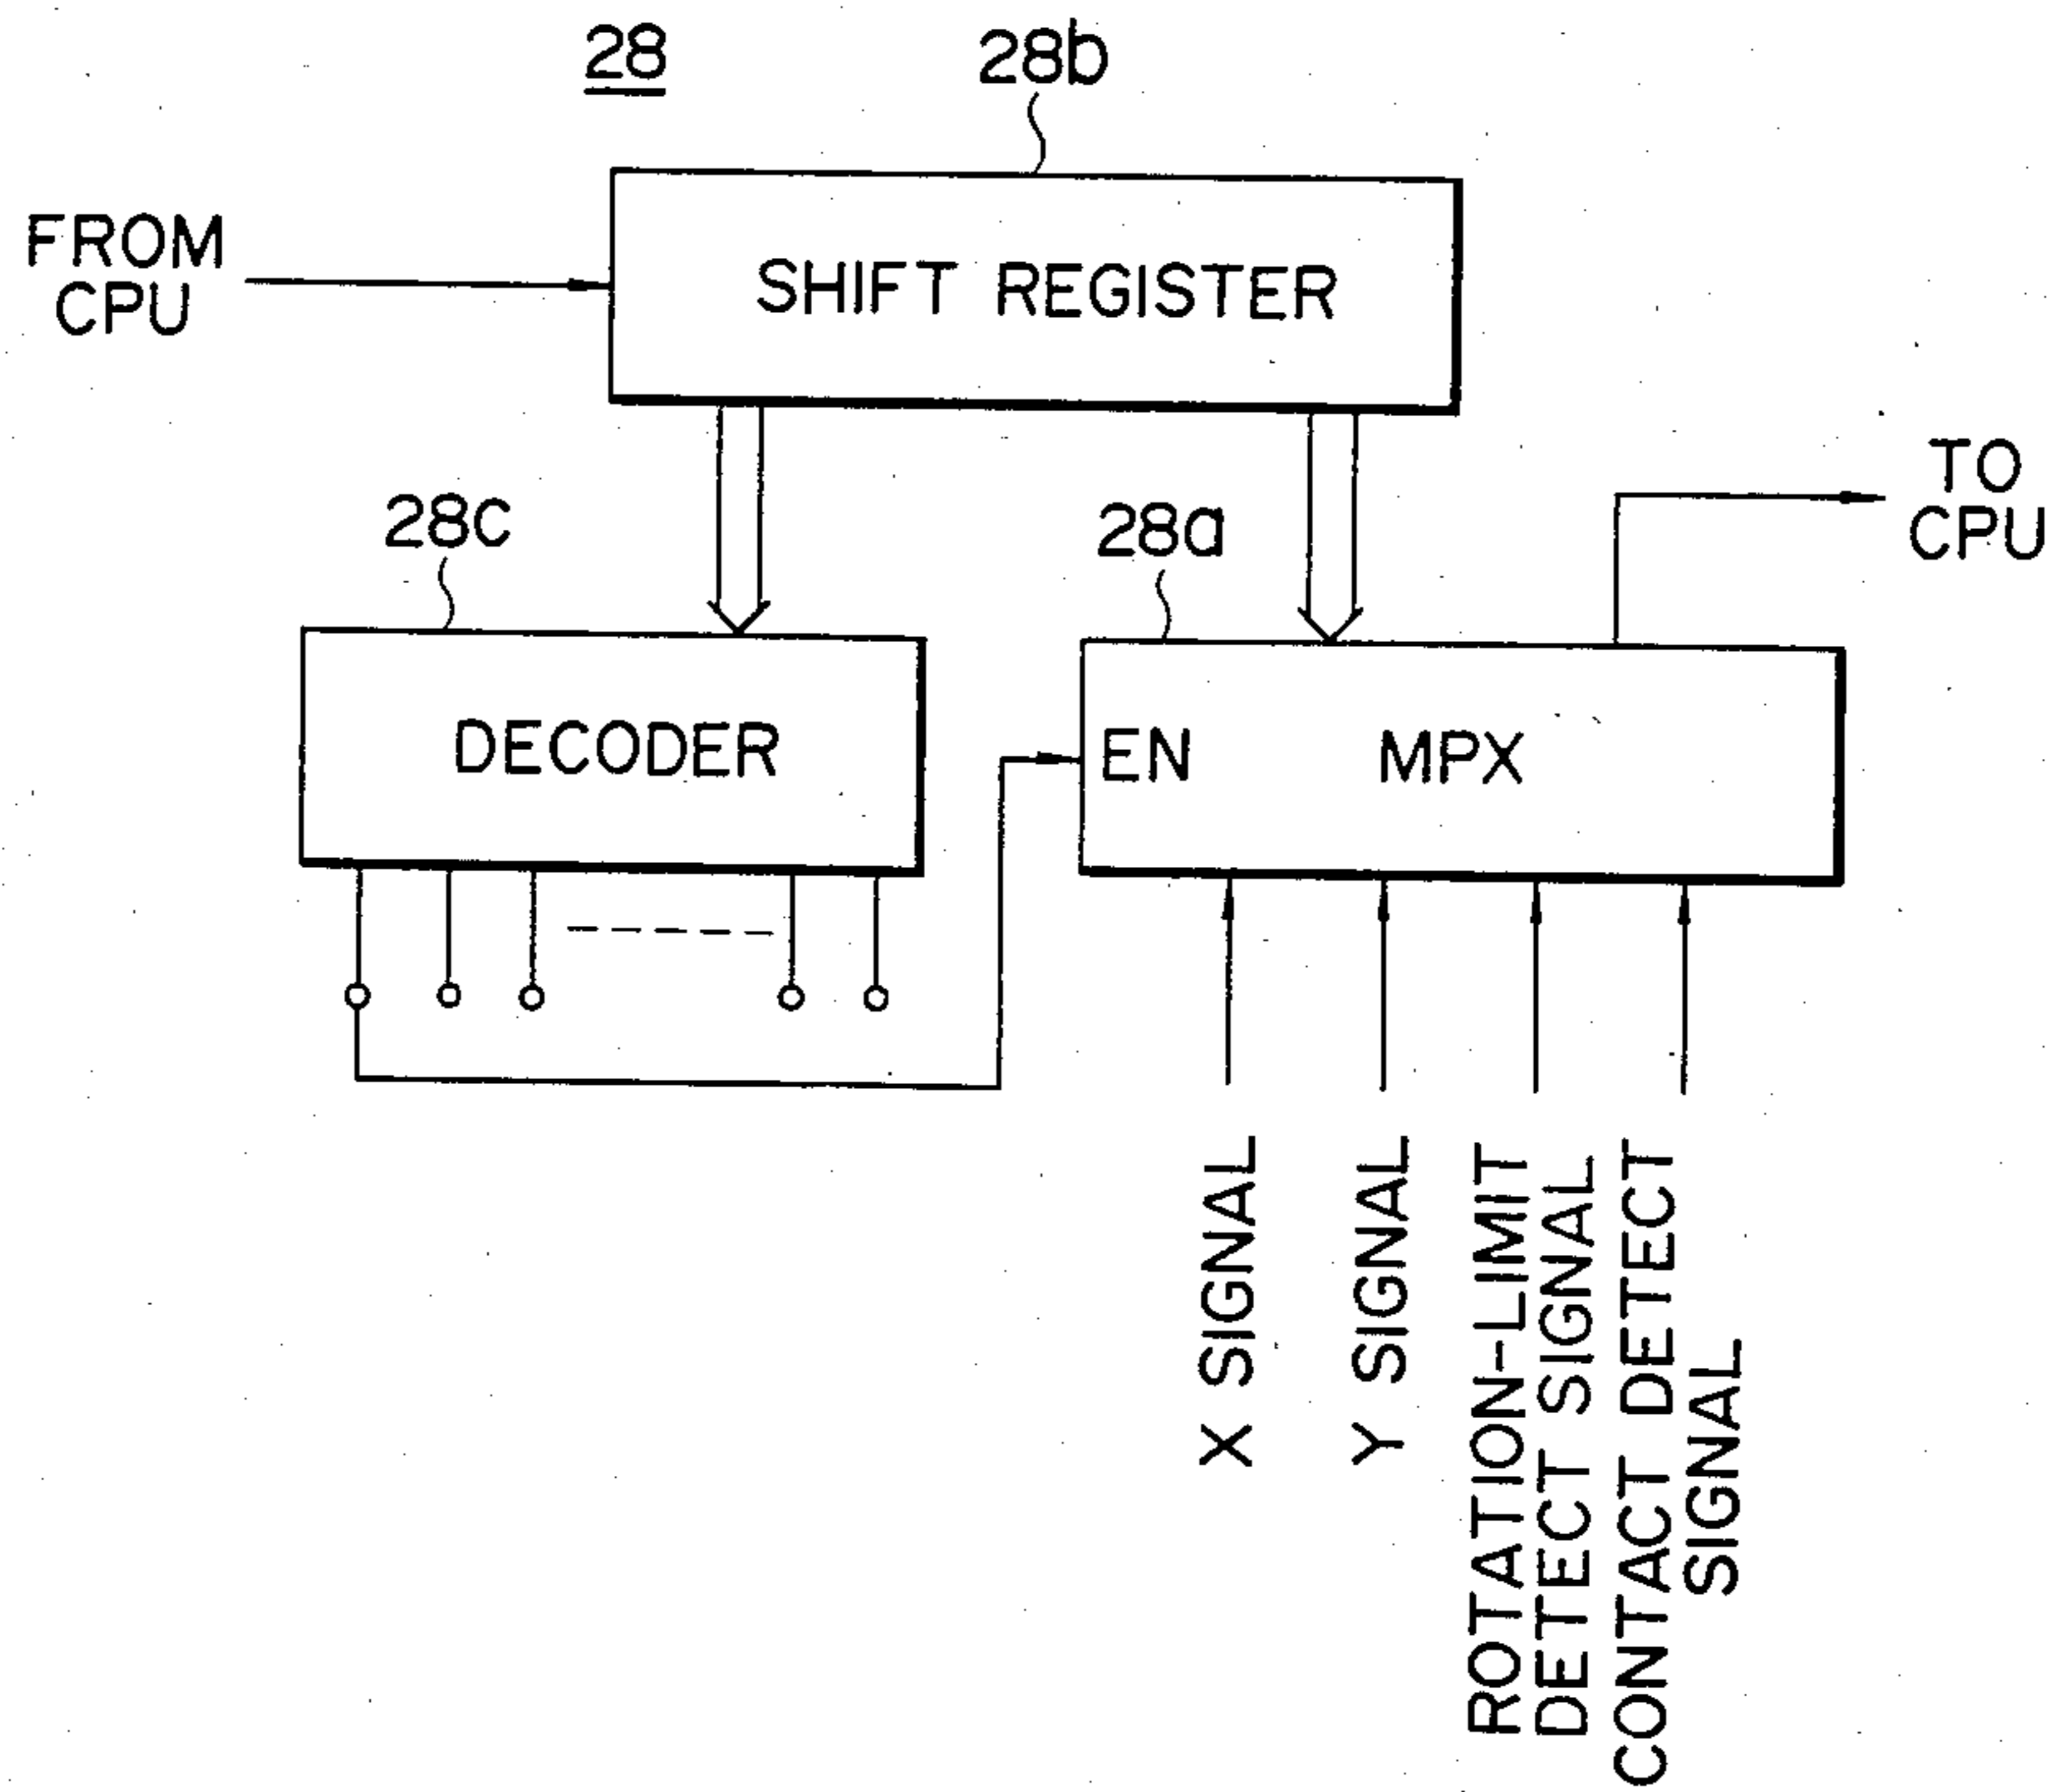 28
28b
FROM
CPU
SHIFT REGISTER
TO
CPU
28c
28a
DECODER
EN
MPX
X SIGNAL
Y SIGNAL
ROTATION-LIMIT
DETECT SIGNAL
CONTACT DETECT
SIGNAL